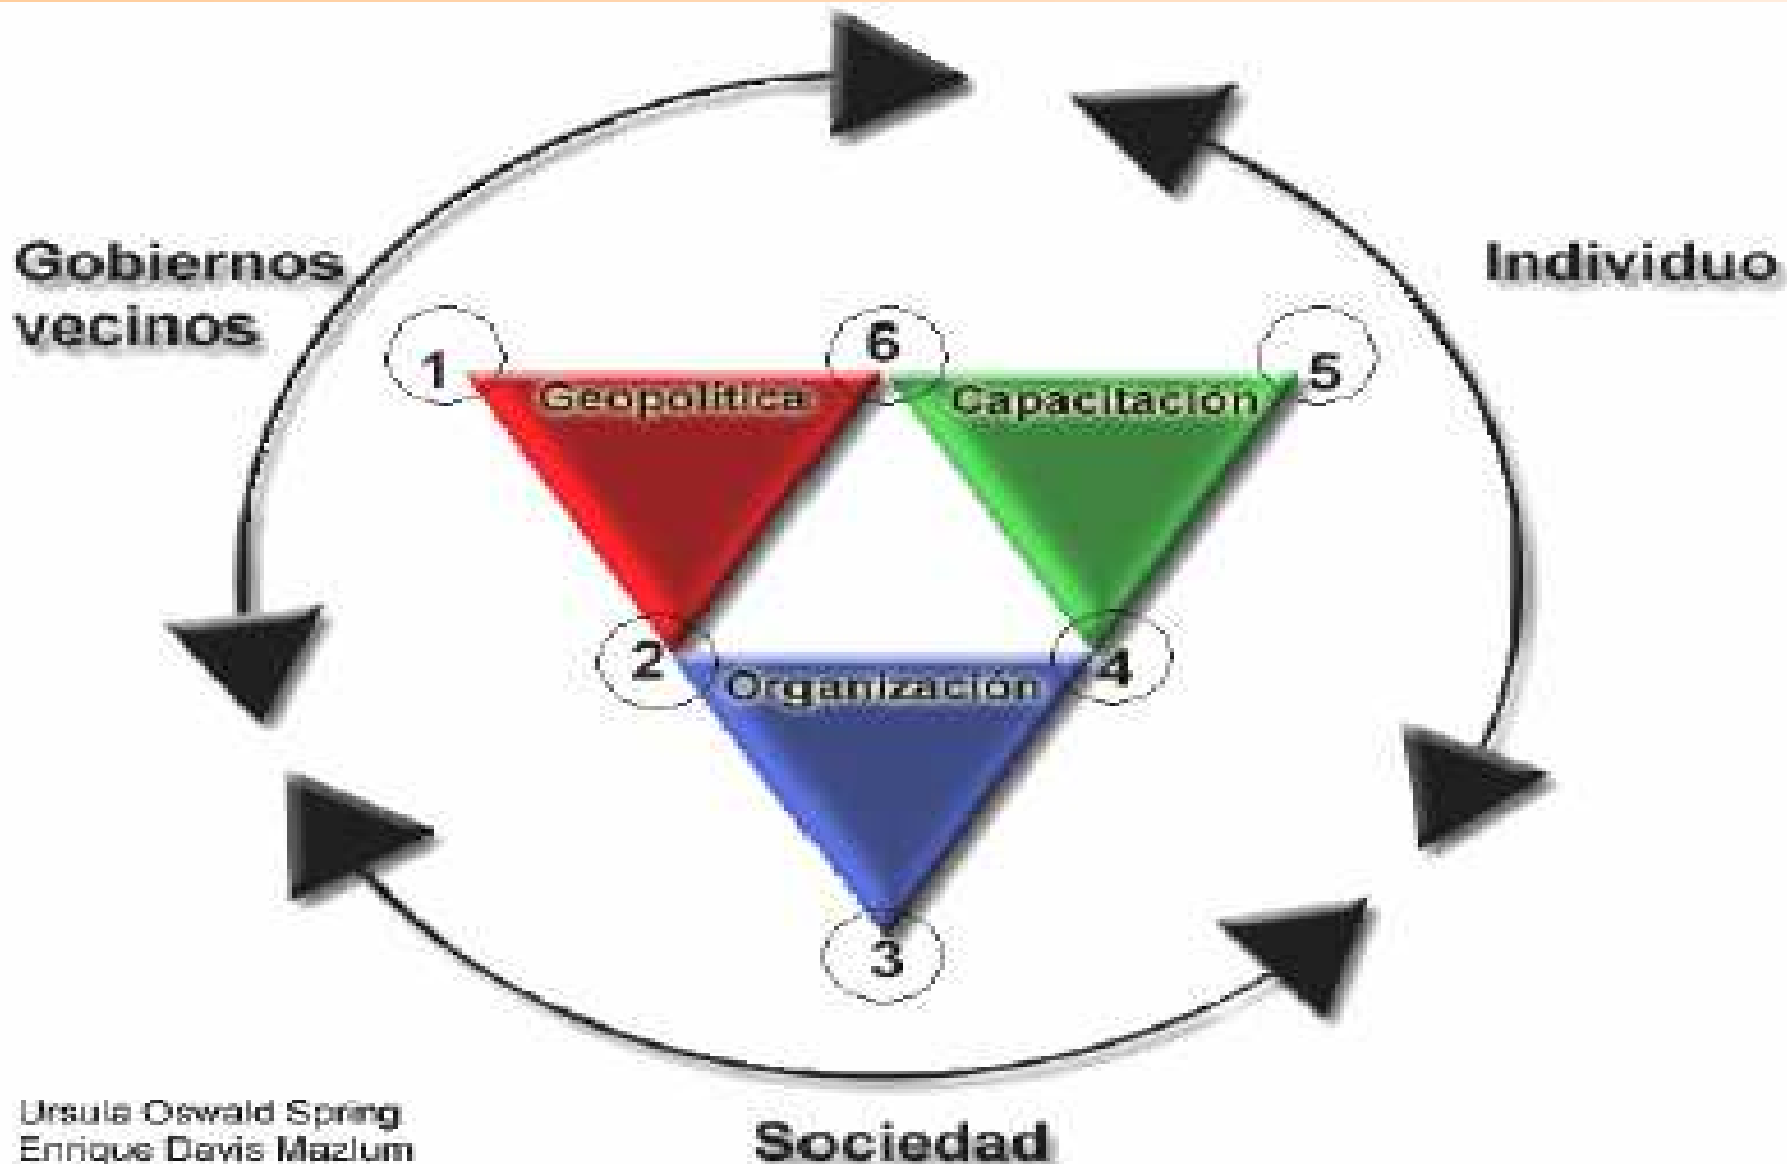 Gobiernos
vecinos
Individuo
1
6
5
Geopolítica
Capacitación
2
4
Organización
3
Ursula Oswald Spring
Enrique Davis Mazlum
Sociedad